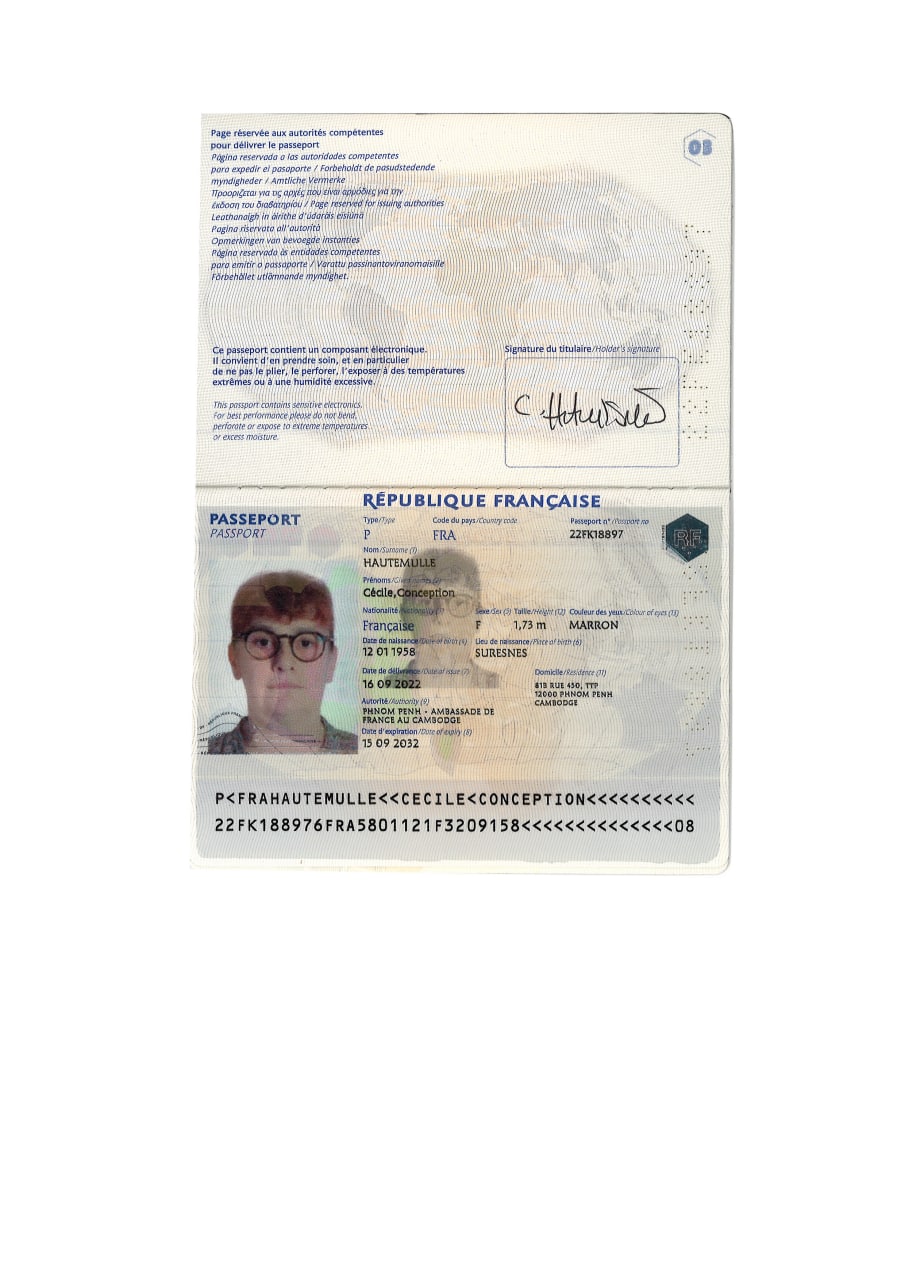 Page réservée aux autorités compétentes
pour délivrer le passeport
Página reservada a las autoridades competentes
para expedir el pasaporte / Forbeholdt de pasudstedende
myndigheder / Amtliche Vermerke
Προορίζεται για τις αρχές που είναι αρμόδιες για την
έκδοση του διαβατηρίου / Page reserved for issuing authorities
Leathanaigh in áirithe d'údaráis eisiúna
Pagina riservata all'autorità
Opmerkingen van bevoegde instanties
Página reservada às entidades competentes
para emitir o passaporte / Varattu passinantoviranomaisille
Förbehållet utlämnande myndighet.
03
Ce passeport contient un composant électronique.
Il convient d'en prendre soin, et en particulier
de ne pas le plier, le perforer, l'exposer à des températures
extrêmes ou à une humidité excessive.
This passport contains sensitive electronics.
For best performance please do not bend,
perforate or expose to extreme temperatures
or excess moisture.
Signature du titulaire/Holder's signature
RÉPUBLIQUE FRANÇAISE
PASSEPORT
PASSPORT
Type/Type Code du pays/Country code Passeport n°/Passport no
P FRA 22FK18897
RF
Nom/Surname (1)
HAUTEMULLE
Prénoms/Given names (2)
Cécile,Conception
Nationalité/Nationality (3) Sexe/Sex (5) Taille/Height (12) Couleur des yeux/Colour of eyes (13)
Française F 1,73 m MARRON
Date de naissance/Date of birth (4) Lieu de naissance/Place of birth (6)
12 01 1958 SURESNES
Date de délivrance/Date of issue (7) Domicile/Residence (11)
16 09 2022
81B RUE 450, TTP
12000 PHNOM PENH
CAMBODGE
Autorité/Authority (9)
PHNOM PENH - AMBASSADE DE
FRANCE AU CAMBODGE
Date d'expiration/Date of expiry (8)
15 09 2032
P<FRAHAUTEMULLE<<CECILE<CONCEPTION<<<<<<<<<<
22FK188976FRA5801121F3209158<<<<<<<<<<<<<<08